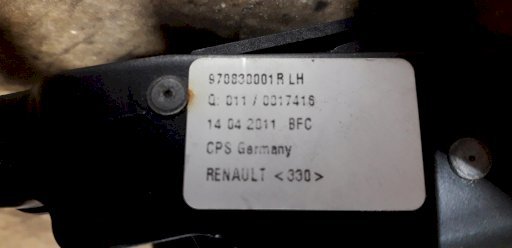 970830001R LH
Q: 011 / 0017416
14 04 2011 BFC
CPS Germany
RENAULT <330>